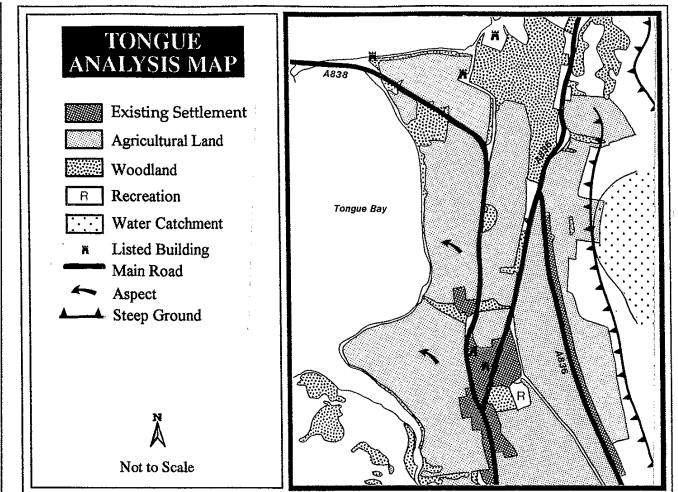 TONGUE
ANALYSIS MAP
Existing Settlement
Agricultural Land
Woodland
R
Recreation
Water Catchment
Listed Building
Main Road
Aspect
Steep Ground
N
Not to Scale
A838
Tongue Bay
A836
R